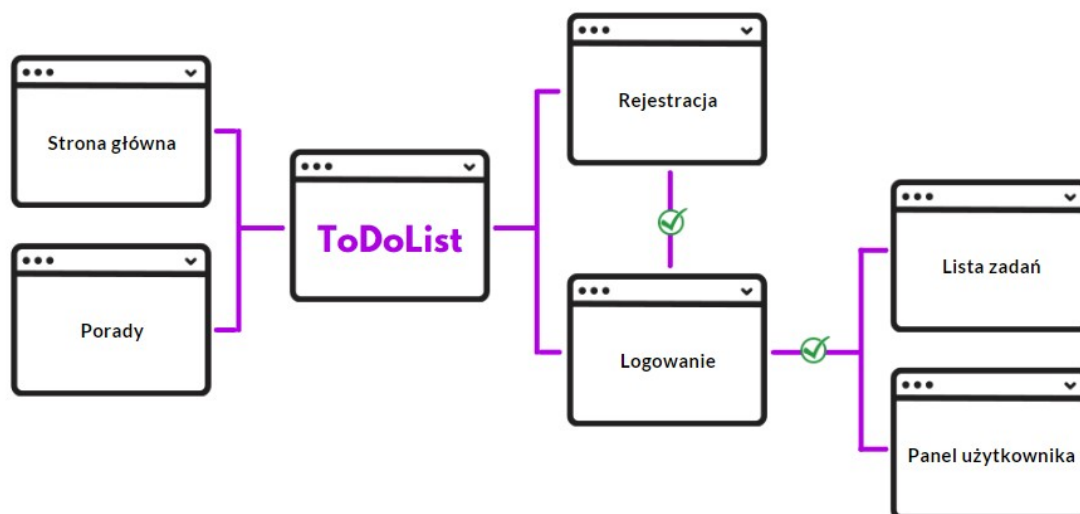 Strona główna
Porady
ToDoList
Rejestracja
Logowanie
Lista zadań
Panel użytkownika